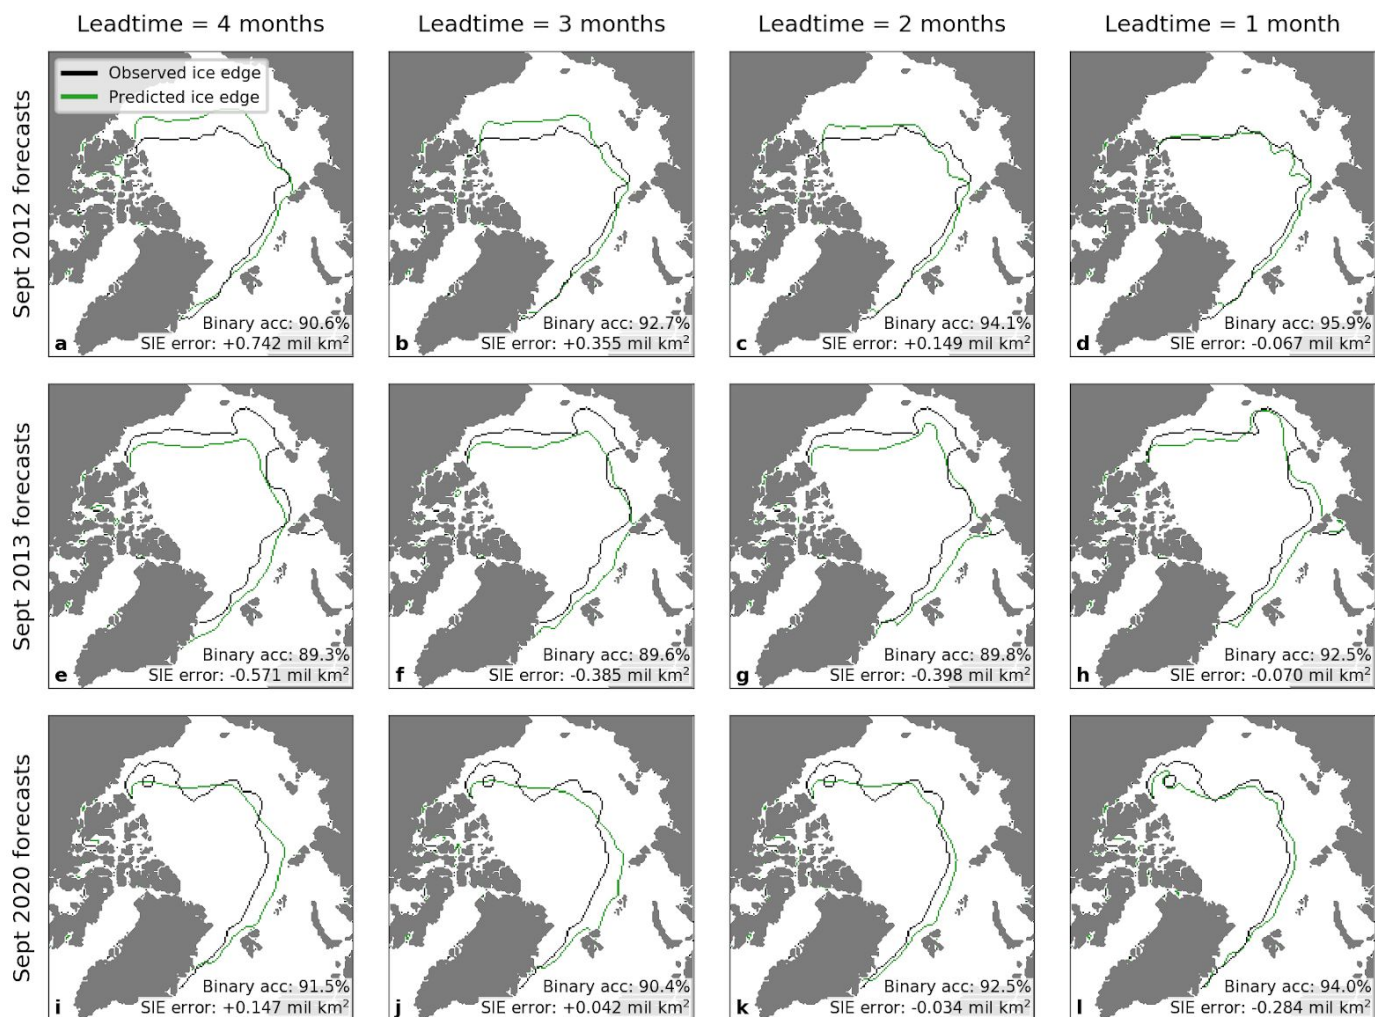 Leadtime = 4 months
Leadtime = 3 months
Leadtime = 2 months
Leadtime = 1 month
Sept 2012 forecasts
Observed ice edge
Predicted ice edge
Binary acc: 90.6%
a SIE error: +0.742 mil km²
Binary acc: 92.7%
b SIE error: +0.355 mil km²
Binary acc: 94.1%
c SIE error: +0.149 mil km²
Binary acc: 95.9%
d SIE error: -0.067 mil km²
Sept 2013 forecasts
Binary acc: 89.3%
e SIE error: -0.571 mil km²
Binary acc: 89.6%
f SIE error: -0.385 mil km²
Binary acc: 89.8%
g SIE error: -0.398 mil km²
Binary acc: 92.5%
h SIE error: -0.070 mil km²
Sept 2020 forecasts
Binary acc: 91.5%
i SIE error: +0.147 mil km²
Binary acc: 90.4%
j SIE error: +0.042 mil km²
Binary acc: 92.5%
k SIE error: -0.034 mil km²
Binary acc: 94.0%
l SIE error: -0.284 mil km²